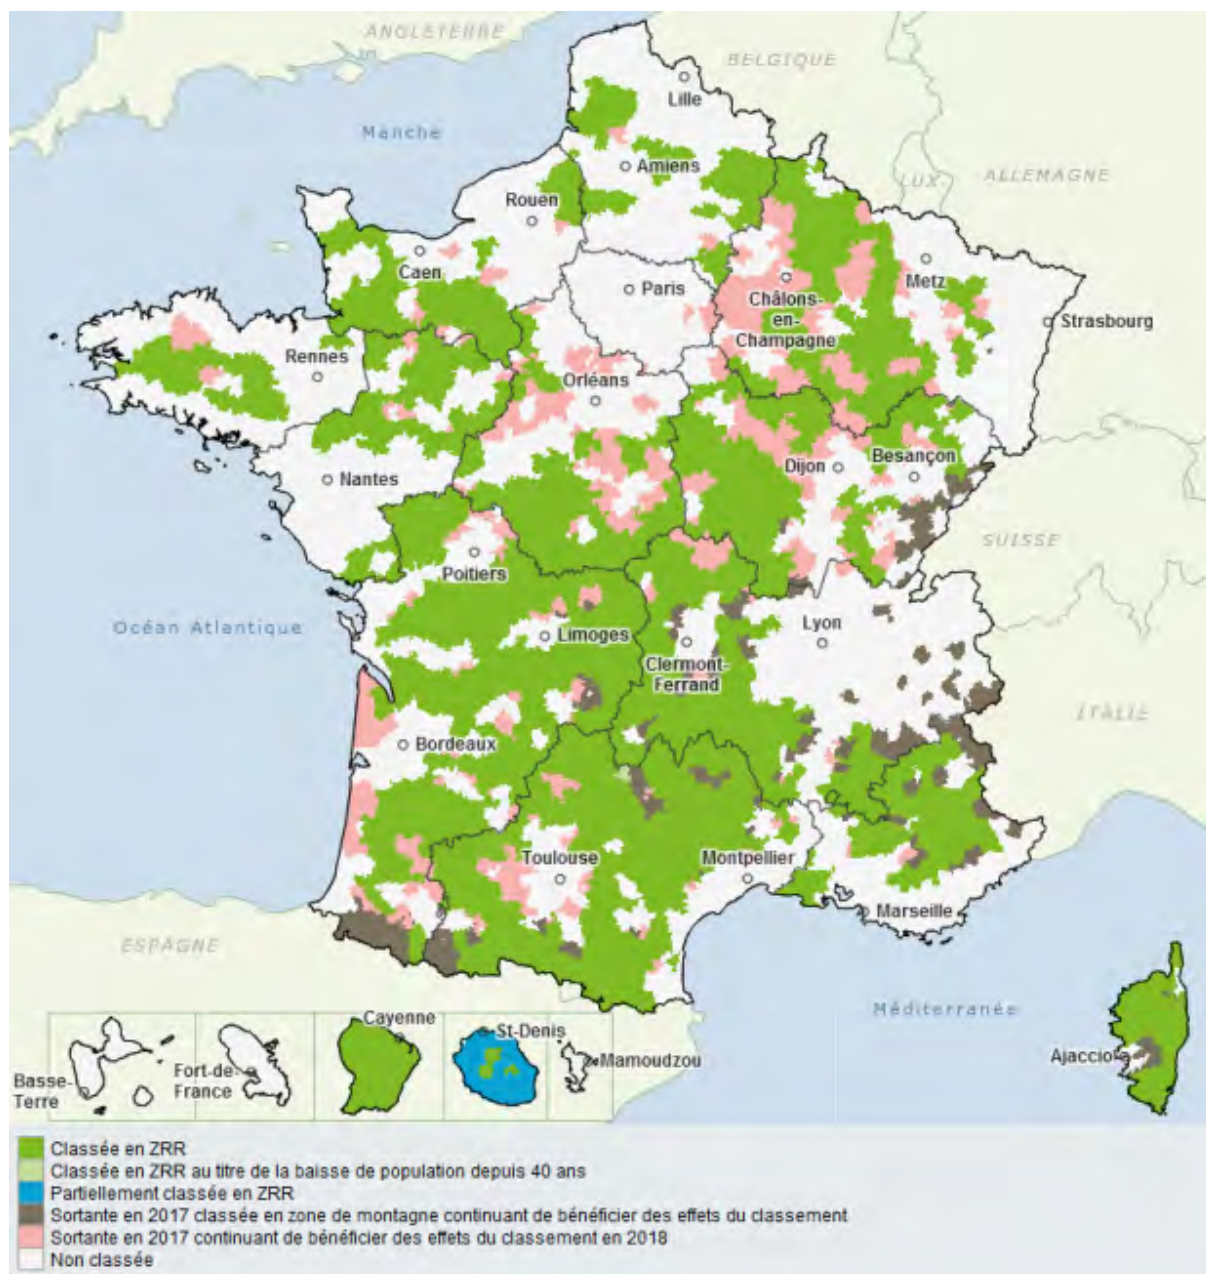 ANGLETERRE
BELGIQUE
Lille
Manche
Amiens
LUX.
ALLEMAGNE
Rouen
Caen
Metz
Paris
Châlons-
en-
Champagne
Strasbourg
Rennes
Orléans
Dijon
Besançon
Nantes
SUISSE
Poitiers
Océan Atlantique
Limoges
Lyon
Clermont-
Ferrand
ITALIE
Bordeaux
Toulouse
Montpellier
Marseille
ESPAGNE
Méditerranée
Cayenne
St-Denis
Mamoudzou
Ajaccio
Basse-
Terre
Fort-de-
France
Classée en ZRR
Classée en ZRR au titre de la baisse de population depuis 40 ans
Partiellement classée en ZRR
Sortante en 2017 classée en zone de montagne continuant de bénéficier des effets du classement
Sortante en 2017 continuant de bénéficier des effets du classement en 2018
Non classée